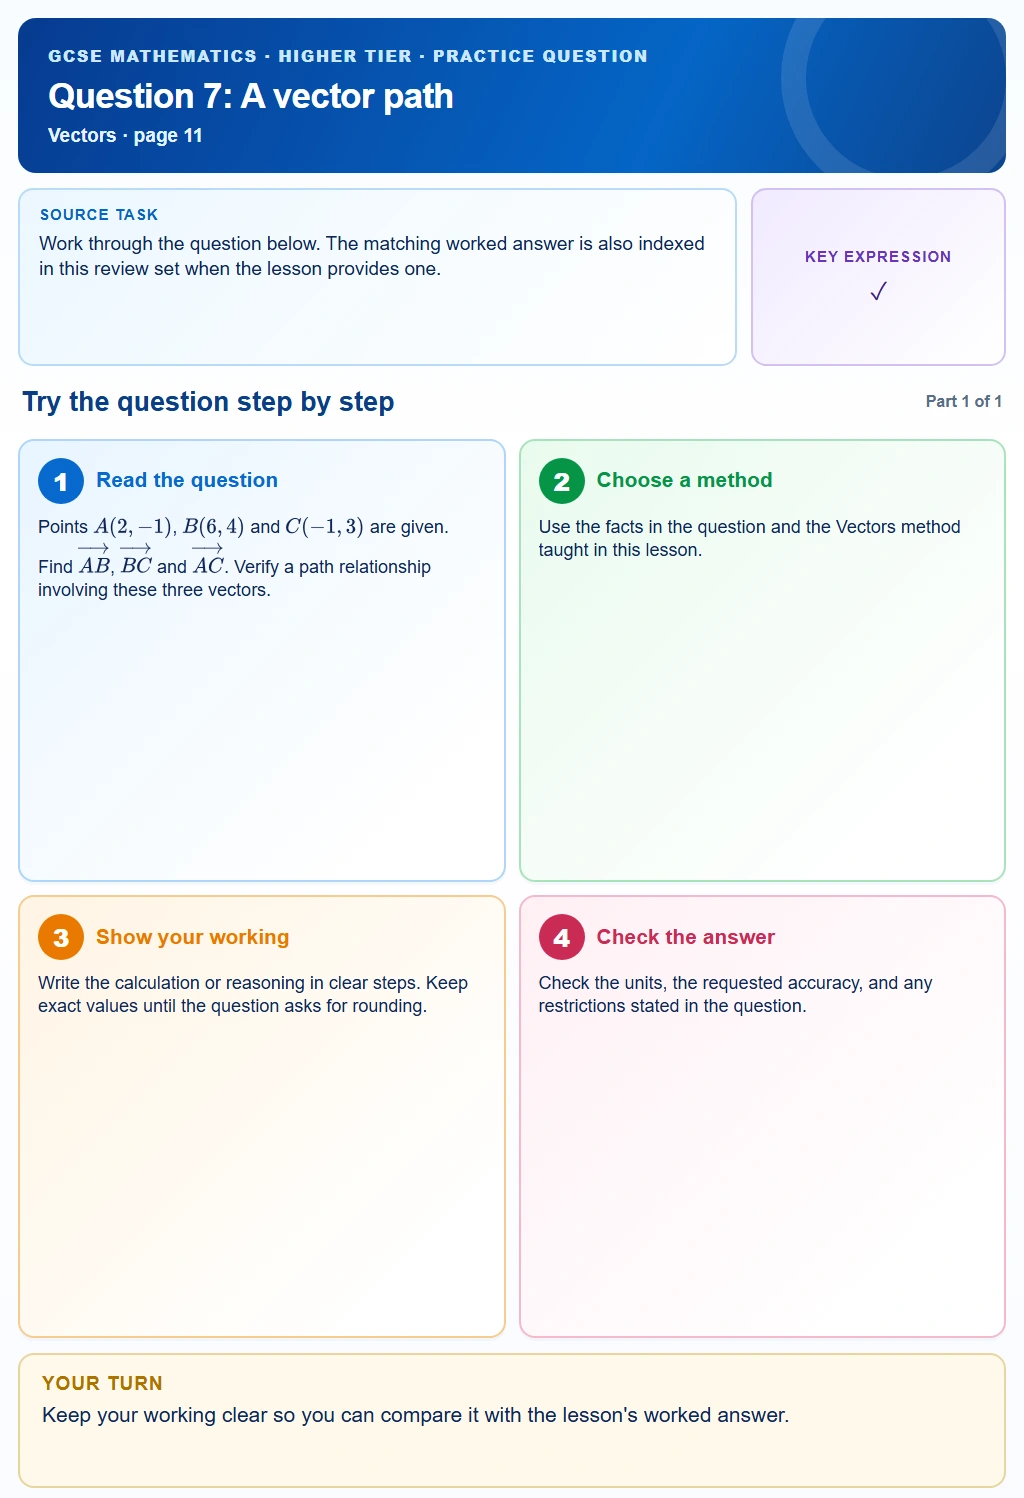 GCSE MATHEMATICS · HIGHER TIER · PRACTICE QUESTION
Question 7: A vector path
Vectors · page 11
SOURCE TASK
Work through the question below. The matching worked answer is also indexed
in this review set when the lesson provides one.
KEY EXPRESSION
✓
Try the question step by step
Part 1 of 1
1 Read the question
Points A(2, −1), B(6, 4) and C(−1, 3) are given.
Find $\overrightarrow{AB}$, $\overrightarrow{BC}$ and $\overrightarrow{AC}$. Verify a path relationship
involving these three vectors.
2 Choose a method
Use the facts in the question and the Vectors method
taught in this lesson.
3 Show your working
Write the calculation or reasoning in clear steps. Keep
exact values until the question asks for rounding.
4 Check the answer
Check the units, the requested accuracy, and any
restrictions stated in the question.
YOUR TURN
Keep your working clear so you can compare it with the lesson's worked answer.